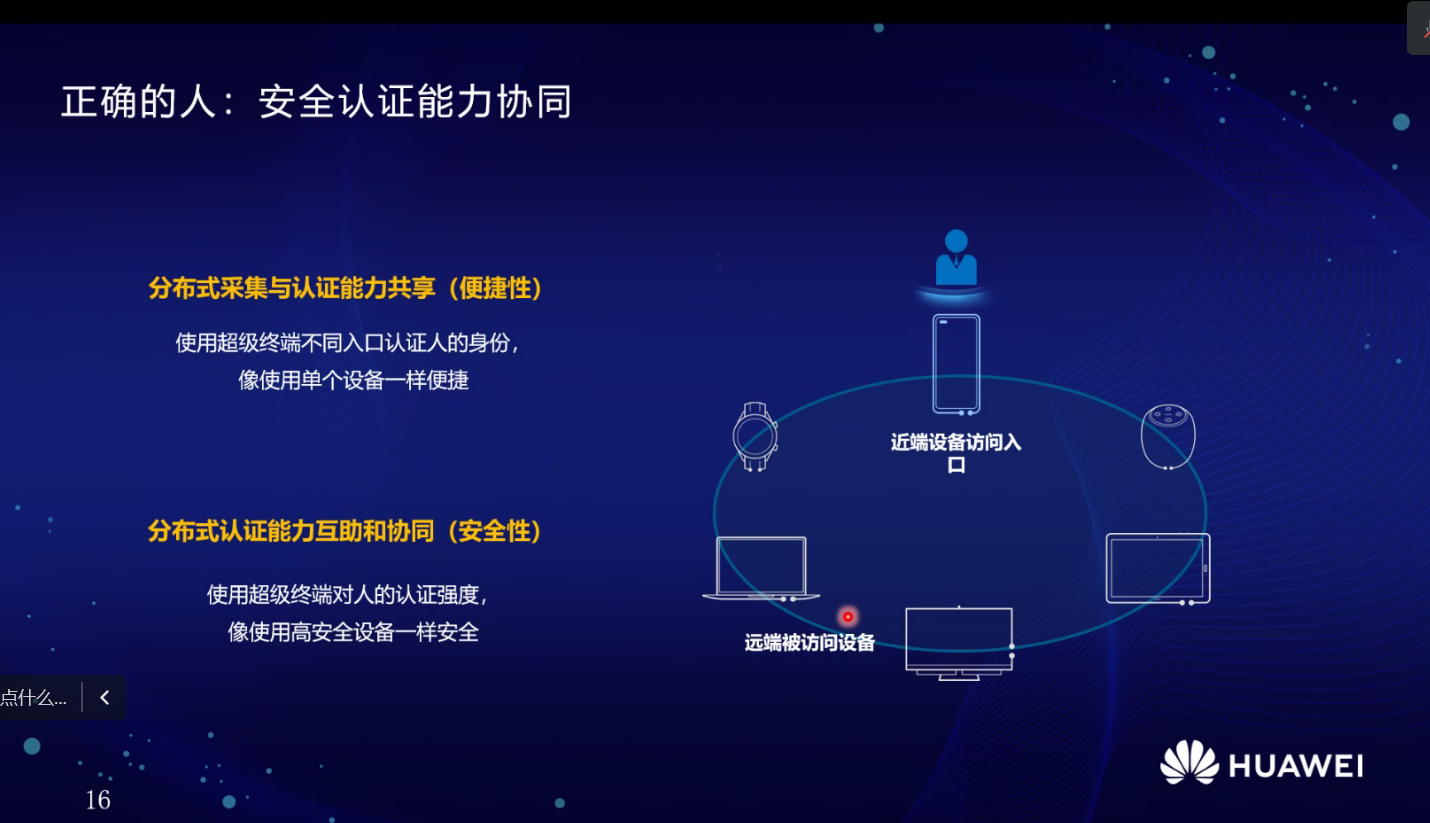 正确的人：安全认证能力协同
分布式采集与认证能力共享（便捷性）
使用超级终端不同入口认证人的身份，
像使用单个设备一样便捷
分布式认证能力互助和协同（安全性）
使用超级终端对人的认证强度，
像使用高安全设备一样安全
近端设备访问入
口
远端被访问设备
点什么...
HUAWEI
16